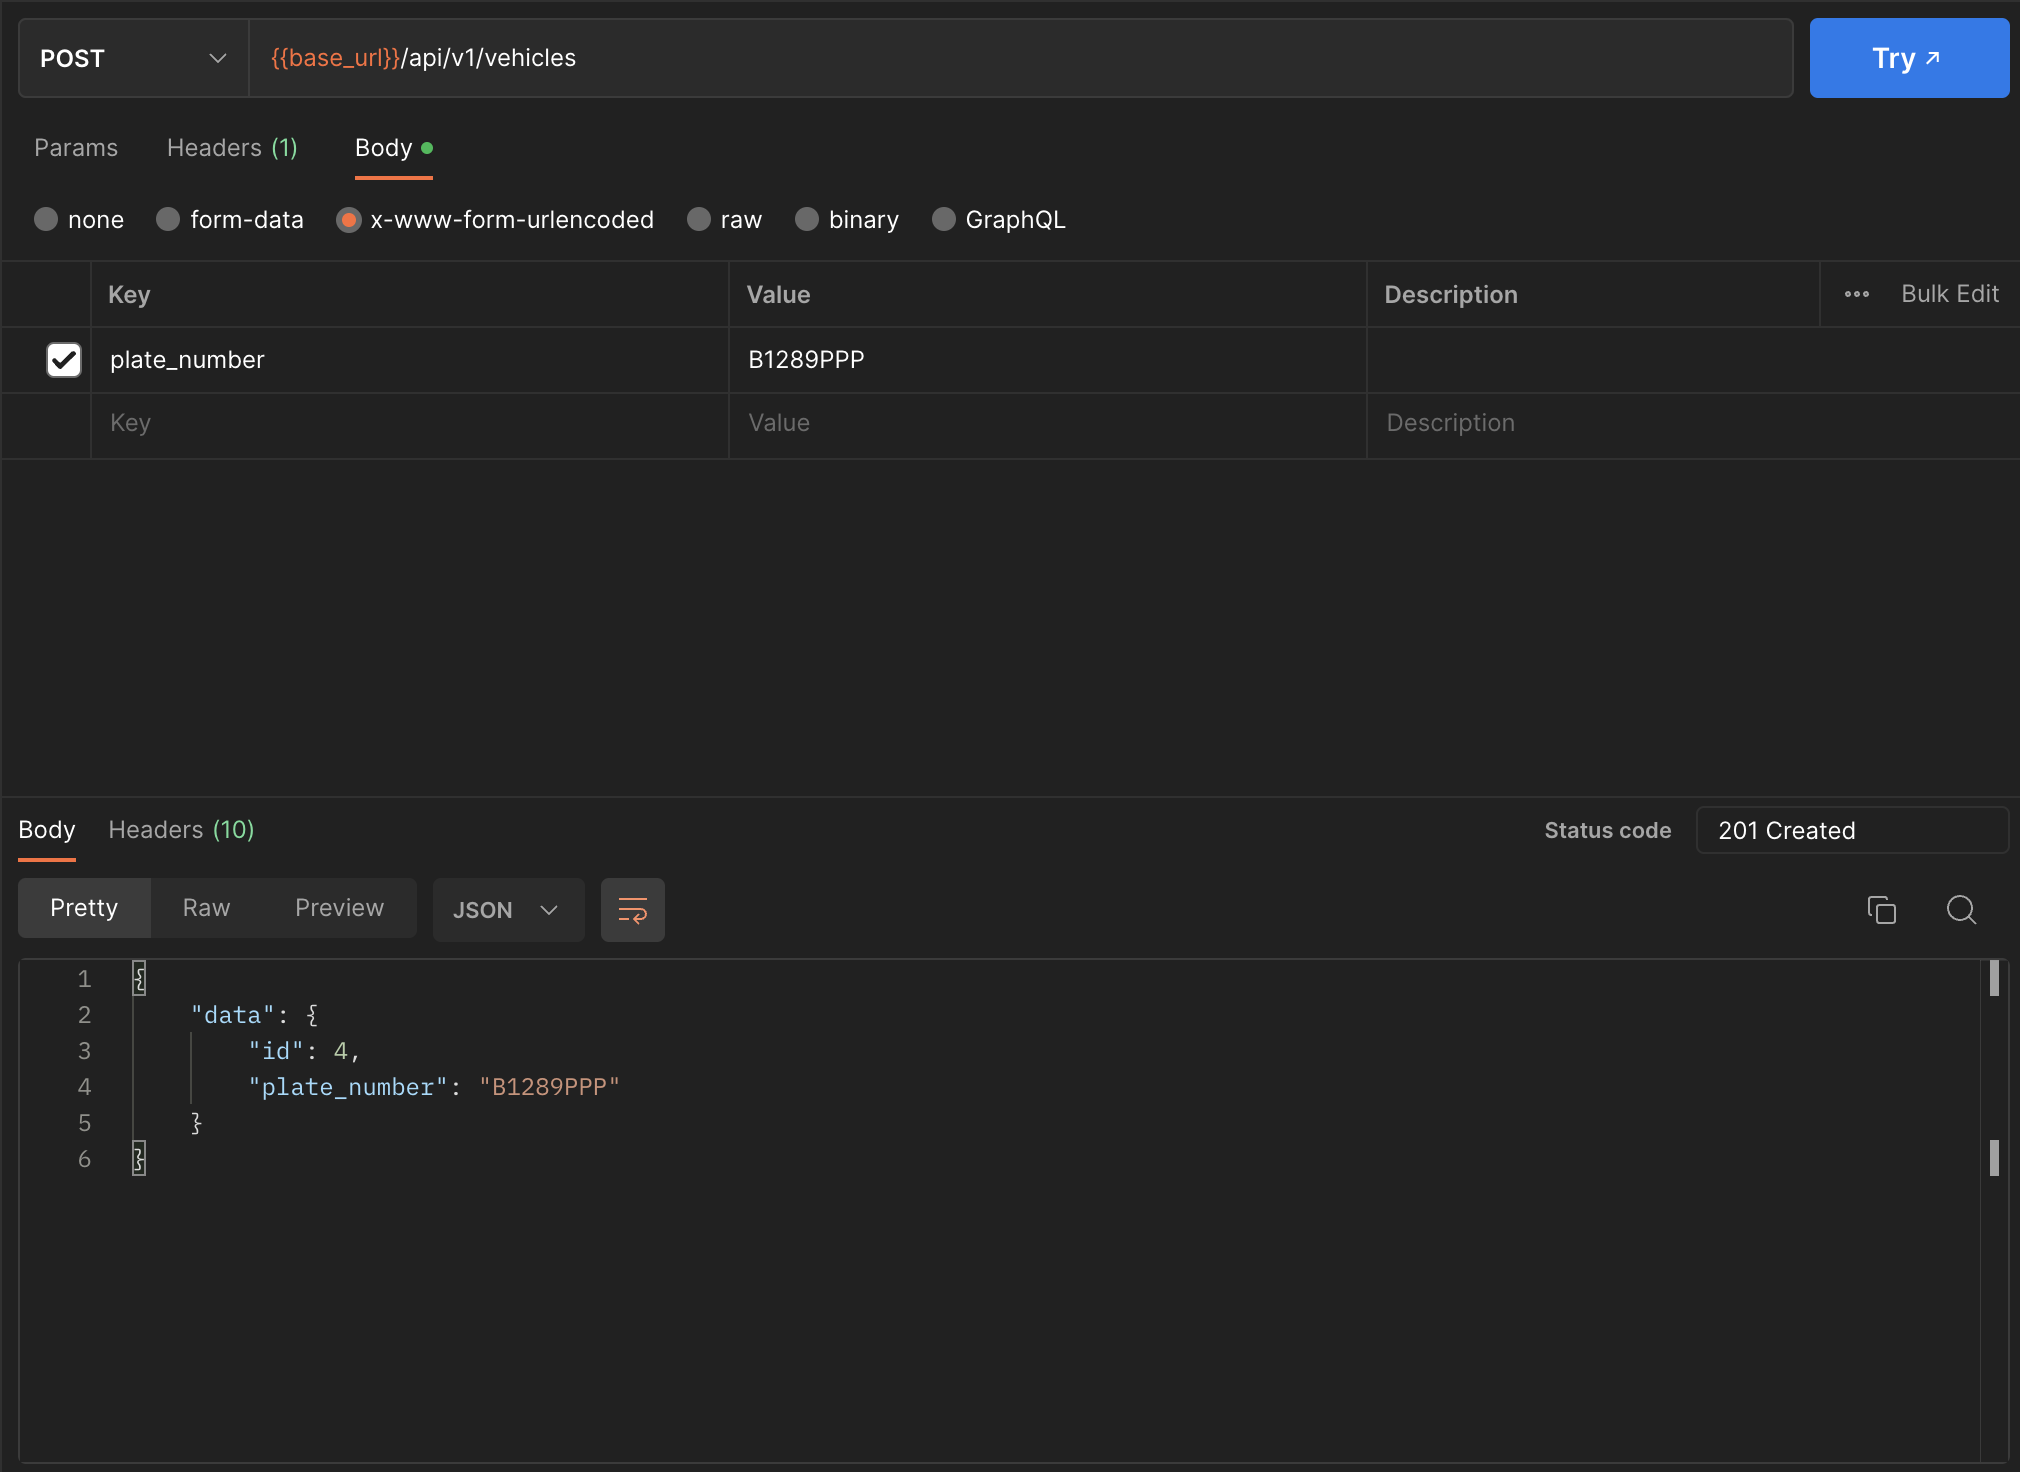 POST {{base_url}}/api/v1/vehicles Try
Params Headers (1) Body
none form-data x-www-form-urlencoded raw binary GraphQL
Key Value Description Bulk Edit
plate_number B1289PPP
Key Value Description
Body Headers (10) Status code 201 Created
Pretty Raw Preview JSON
1 {
2 "data": {
3 "id": 4,
4 "plate_number": "B1289PPP"
5 }
6 }